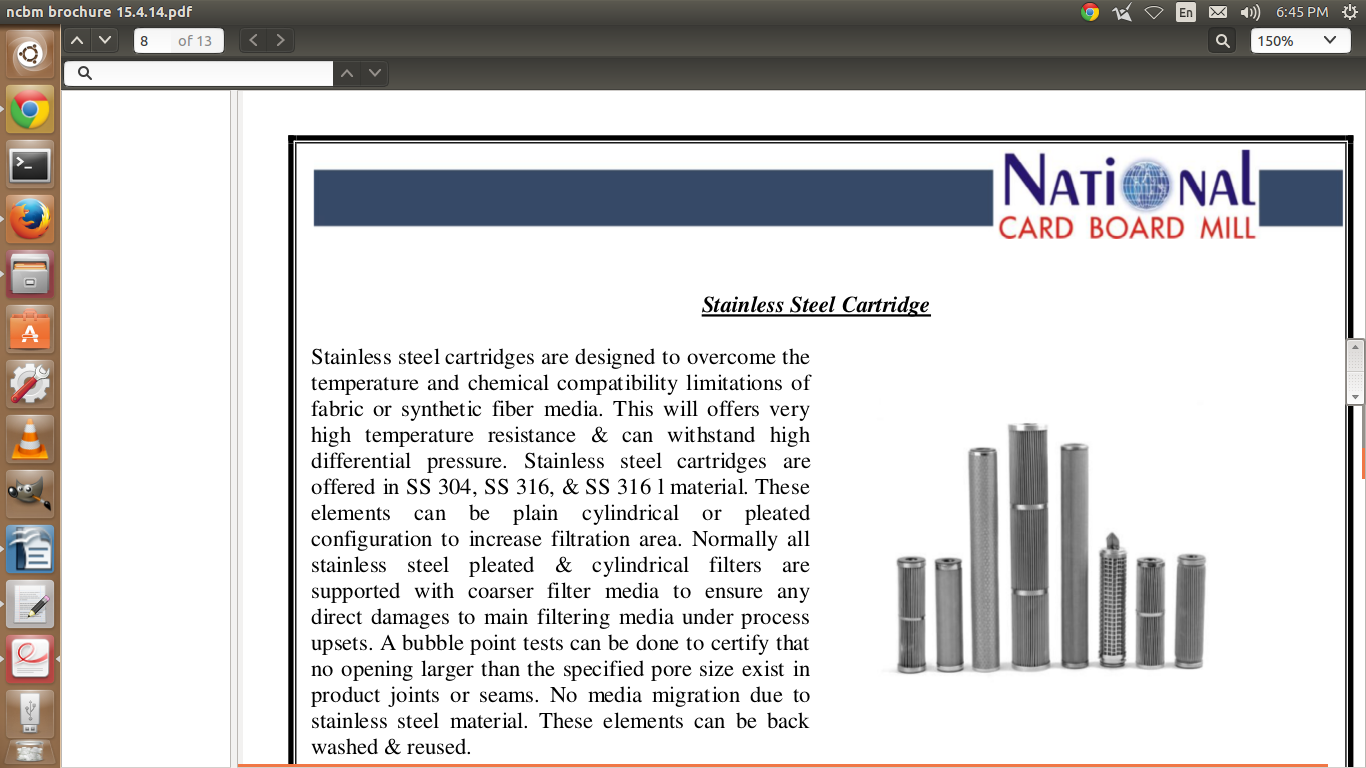 ncbm brochure 15.4.14.pdf
En
6:45 PM
8 of 13
150%
NATIONAL
CARD BOARD MILL
Stainless Steel Cartridge
Stainless steel cartridges are designed to overcome the
temperature and chemical compatibility limitations of
fabric or synthetic fiber media. This will offers very
high temperature resistance & can withstand high
differential pressure. Stainless steel cartridges are
offered in SS 304, SS 316, & SS 316 l material. These
elements can be plain cylindrical or pleated
configuration to increase filtration area. Normally all
stainless steel pleated & cylindrical filters are
supported with coarser filter media to ensure any
direct damages to main filtering media under process
upsets. A bubble point tests can be done to certify that
no opening larger than the specified pore size exist in
product joints or seams. No media migration due to
stainless steel material. These elements can be back
washed & reused.